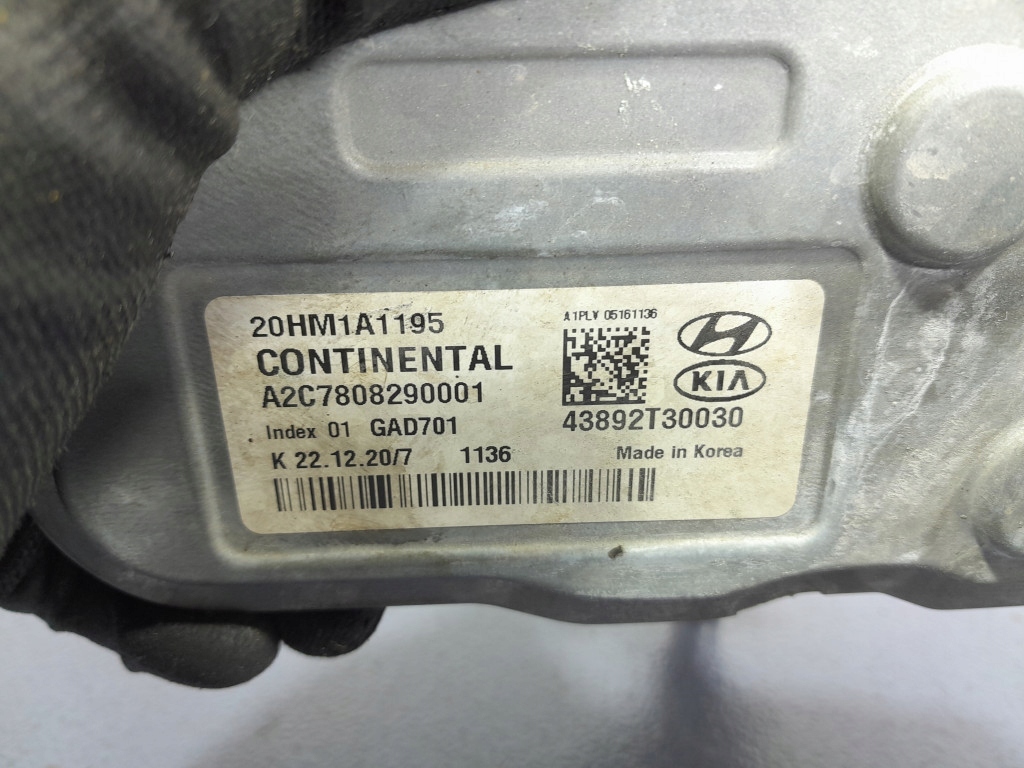 20HM1A1195
CONTINENTAL
A2C7808290001
Index 01 GAD701
K 22.12.20/7 1136
A1PLV 05161136
KIA
43892T30030
Made in Korea